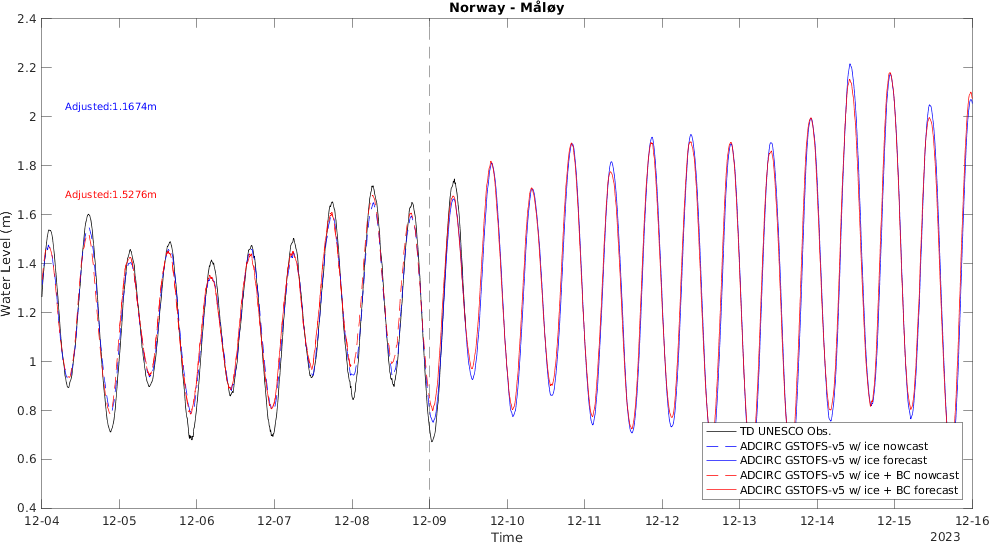 Norway - Måløy
2.4
2.2
2
1.8
1.6
1.4
1.2
1
0.8
0.6
0.4
Water Level (m)
Adjusted:1.1674m
Adjusted:1.5276m
TD UNESCO Obs.
ADCIRC GSTOFS-v5 w/ ice nowcast
ADCIRC GSTOFS-v5 w/ ice forecast
ADCIRC GSTOFS-v5 w/ ice + BC nowcast
ADCIRC GSTOFS-v5 w/ ice + BC forecast
12-04 12-05 12-06 12-07 12-08 12-09 12-10 12-11 12-12 12-13 12-14 12-15 12-16
Time
2023